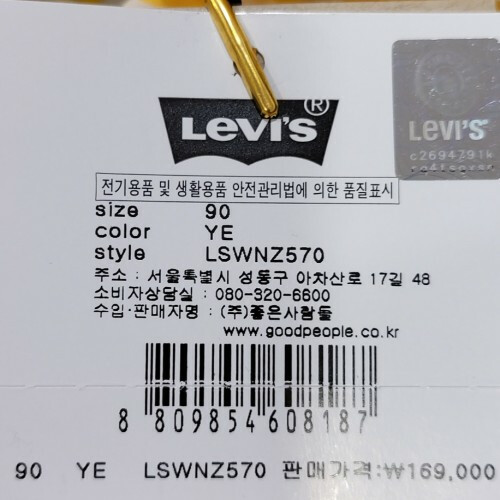 Levi's®
Levi's
c2694791k
전기용품 및 생활용품 안전관리법에 의한 품질표시
size 90
color YE
style LSWNZ570
주소 : 서울특별시 성동구 아차산로 17길 48
소비자상담실 : 080-320-6600
수입·판매자명 : (주)좋은사람들
www.goodpeople.co.kr
8 809854 608187
90 YE LSWNZ570 판매가격:₩169,000